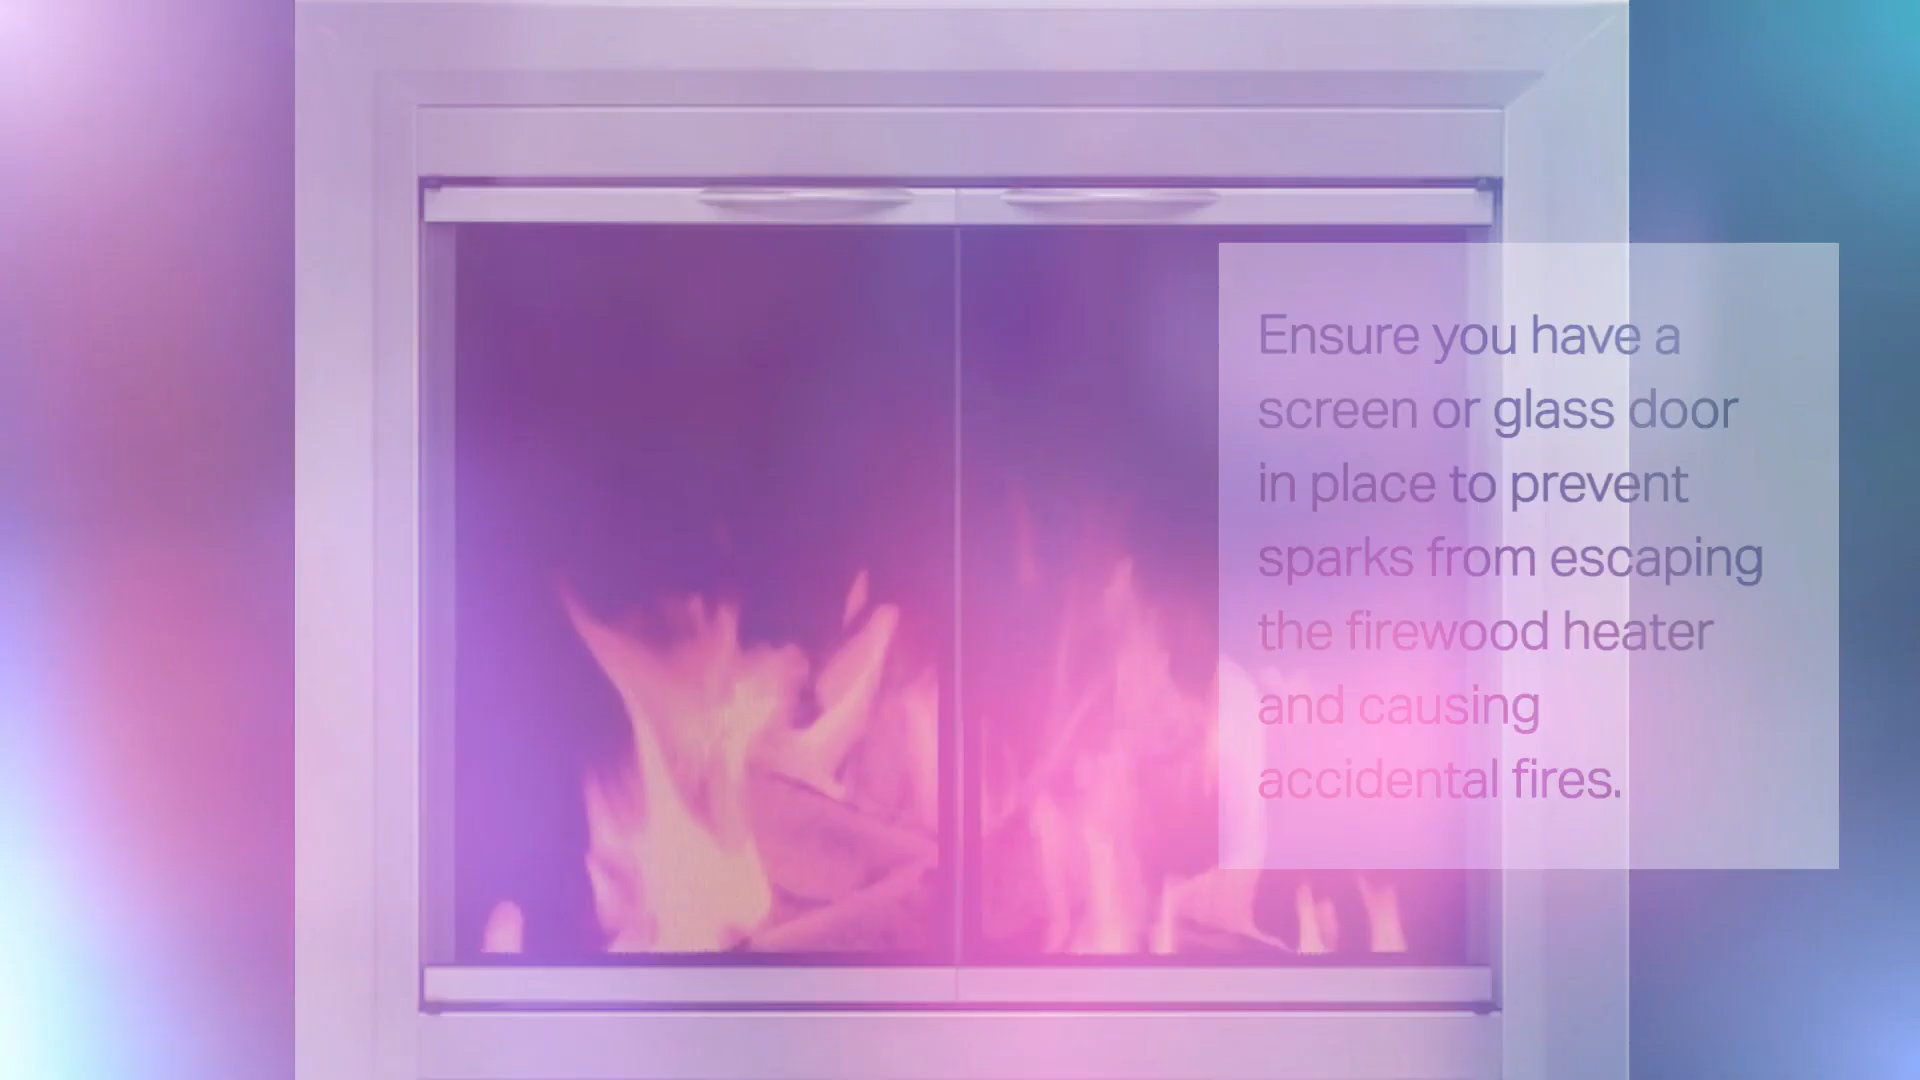 Ensure you have a
screen or glass door
in place to prevent
sparks from escaping
the firewood heater
and causing
accidental fires.